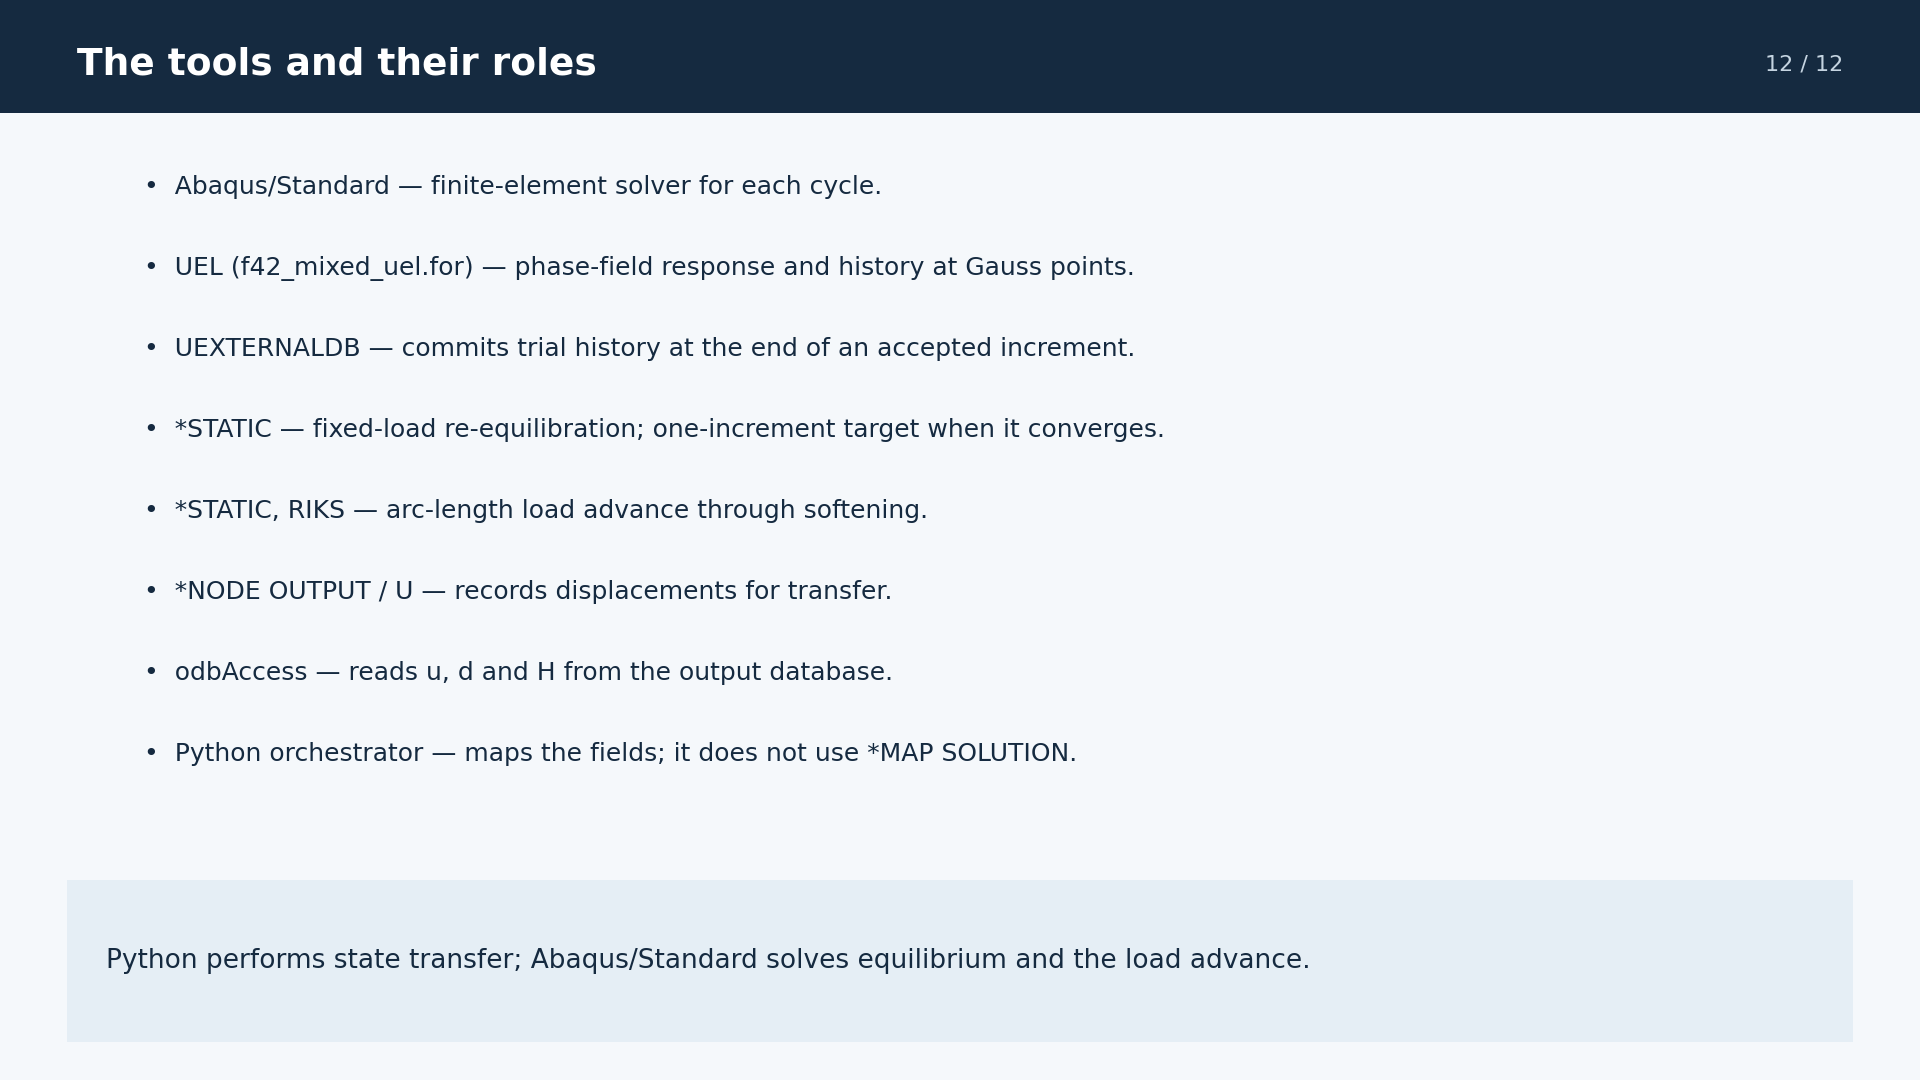 The tools and their roles
12 / 12
• Abaqus/Standard — finite-element solver for each cycle.
• UEL (f42_mixed_uel.for) — phase-field response and history at Gauss points.
• UEXTERNALDB — commits trial history at the end of an accepted increment.
• *STATIC — fixed-load re-equilibration; one-increment target when it converges.
• *STATIC, RIKS — arc-length load advance through softening.
• *NODE OUTPUT / U — records displacements for transfer.
• odbAccess — reads u, d and H from the output database.
• Python orchestrator — maps the fields; it does not use *MAP SOLUTION.
Python performs state transfer; Abaqus/Standard solves equilibrium and the load advance.